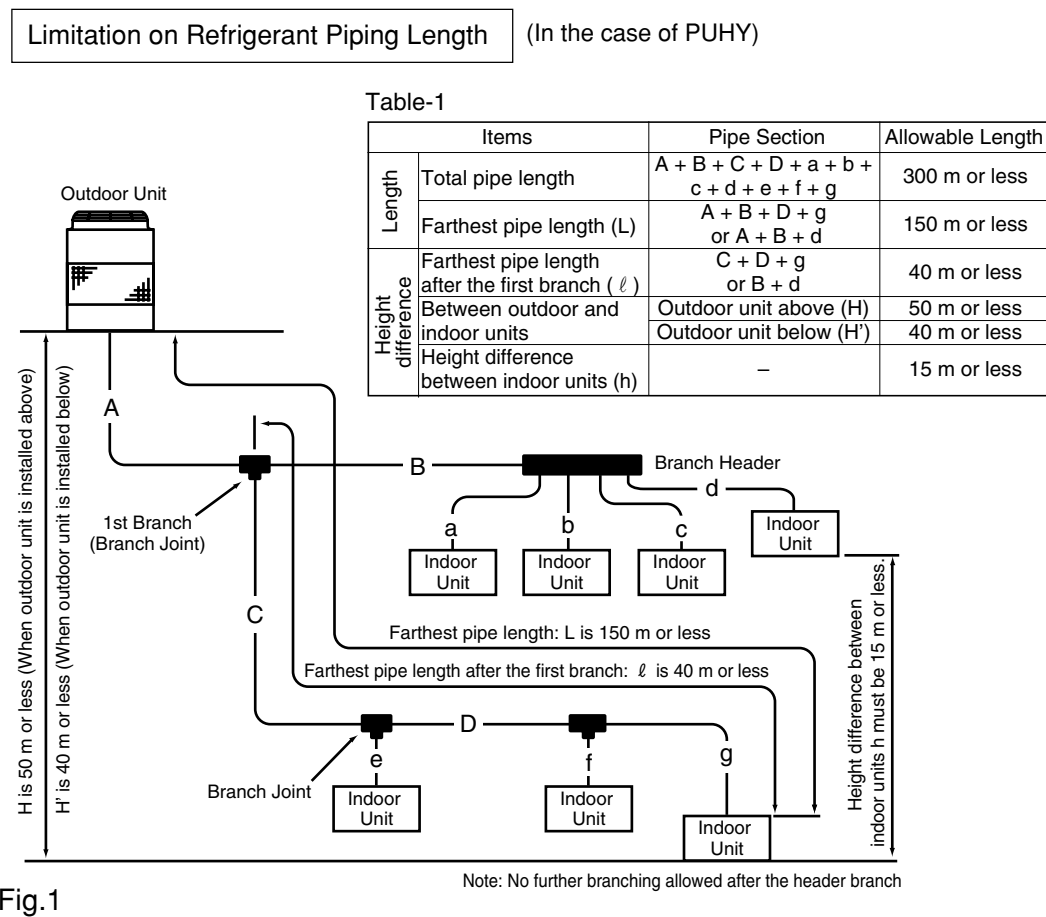 Limitation on Refrigerant Piping Length (In the case of PUHY)
Table-1
Items Pipe Section Allowable Length
Length
Total pipe length A + B + C + D + a + b + c + d + e + f + g 300 m or less
Farthest pipe length (L) A + B + D + g or A + B + d 150 m or less
Height difference
Farthest pipe length after the first branch ( ℓ ) C + D + g or B + d 40 m or less
Between outdoor and indoor units Outdoor unit above (H) 50 m or less
Outdoor unit below (H') 40 m or less
Height difference between indoor units (h) – 15 m or less
Outdoor Unit
H is 50 m or less (When outdoor unit is installed above)
H' is 40 m or less (When outdoor unit is installed below)
A
B
Branch Header
1st Branch
(Branch Joint)
a
b
c
d
Indoor
Unit
Indoor
Unit
Indoor
Unit
Indoor
Unit
C
Farthest pipe length: L is 150 m or less
Farthest pipe length after the first branch: ℓ is 40 m or less
Height difference between
indoor units h must be 15 m or less.
D
Branch Joint
e
f
g
Indoor
Unit
Indoor
Unit
Indoor
Unit
Note: No further branching allowed after the header branch
Fig.1